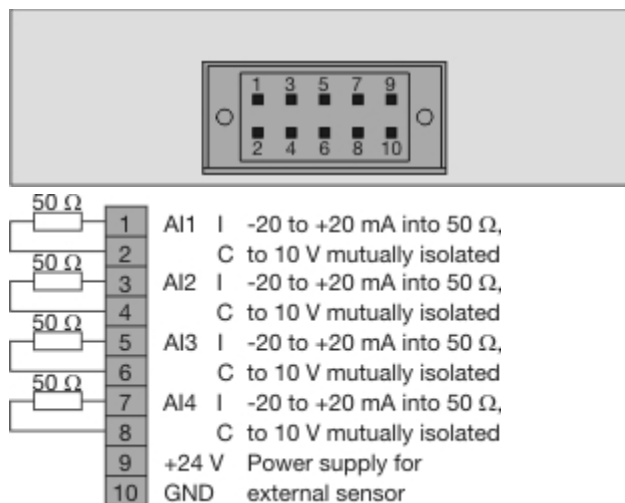 1 3 5 7 9
2 4 6 8 10
50 Ω
1 AI1 I -20 to +20 mA into 50 Ω,
2 C to 10 V mutually isolated
50 Ω
3 AI2 I -20 to +20 mA into 50 Ω,
4 C to 10 V mutually isolated
50 Ω
5 AI3 I -20 to +20 mA into 50 Ω,
6 C to 10 V mutually isolated
50 Ω
7 AI4 I -20 to +20 mA into 50 Ω,
8 C to 10 V mutually isolated
9 +24 V Power supply for
10 GND external sensor